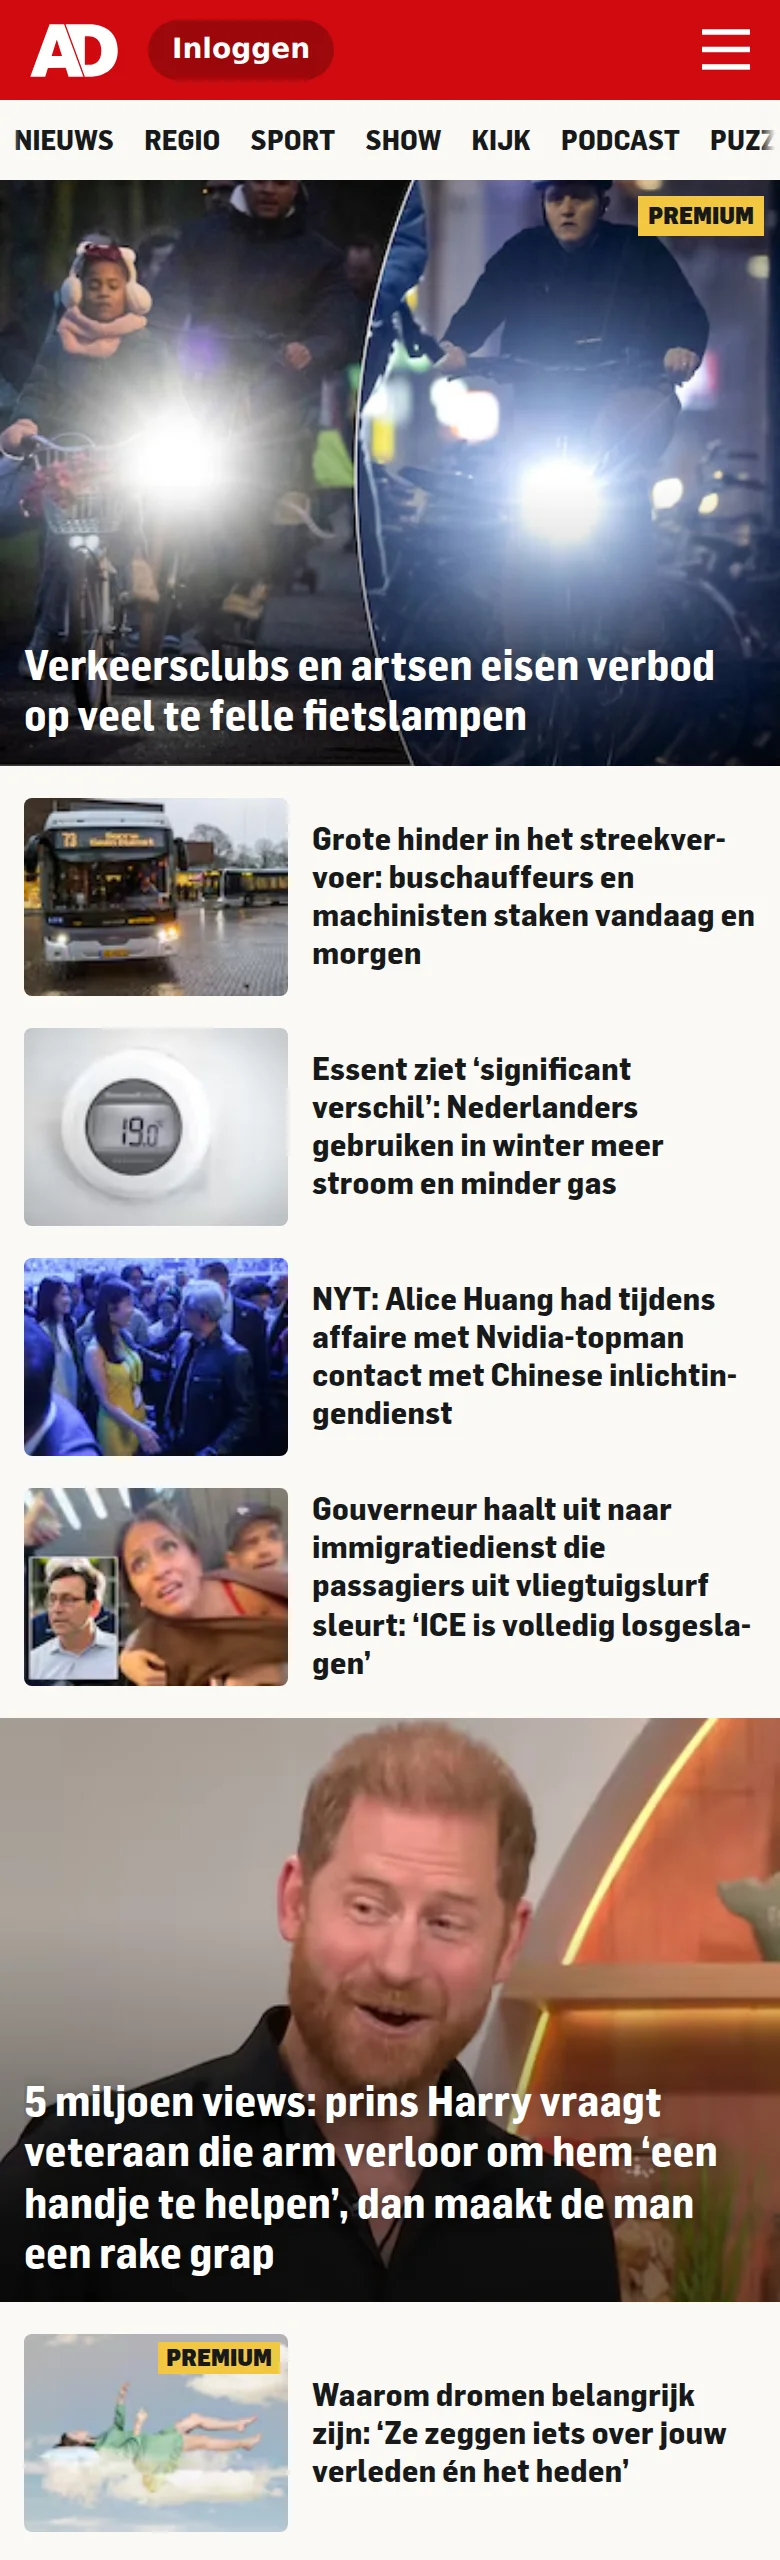 AD
Inloggen
NIEUWS REGIO SPORT SHOW KIJK PODCAST PUZZ
PREMIUM
Verkeersclubs en artsen eisen verbod
op veel te felle fietslampen
73
Grote hinder in het streekver-
voer: buschauffeurs en
machinisten staken vandaag en
morgen
19.0°
Essent ziet ‘significant
verschil’: Nederlanders
gebruiken in winter meer
stroom en minder gas
NYT: Alice Huang had tijdens
affaire met Nvidia-topman
contact met Chinese inlichtin-
gendienst
Gouverneur haalt uit naar
immigratiedienst die
passagiers uit vliegtuigslurf
sleurt: ‘ICE is volledig losgesla-
gen’
5 miljoen views: prins Harry vraagt
veteraan die arm verloor om hem ‘een
handje te helpen’, dan maakt de man
een rake grap
PREMIUM
Waarom dromen belangrijk
zijn: ‘Ze zeggen iets over jouw
verleden én het heden’